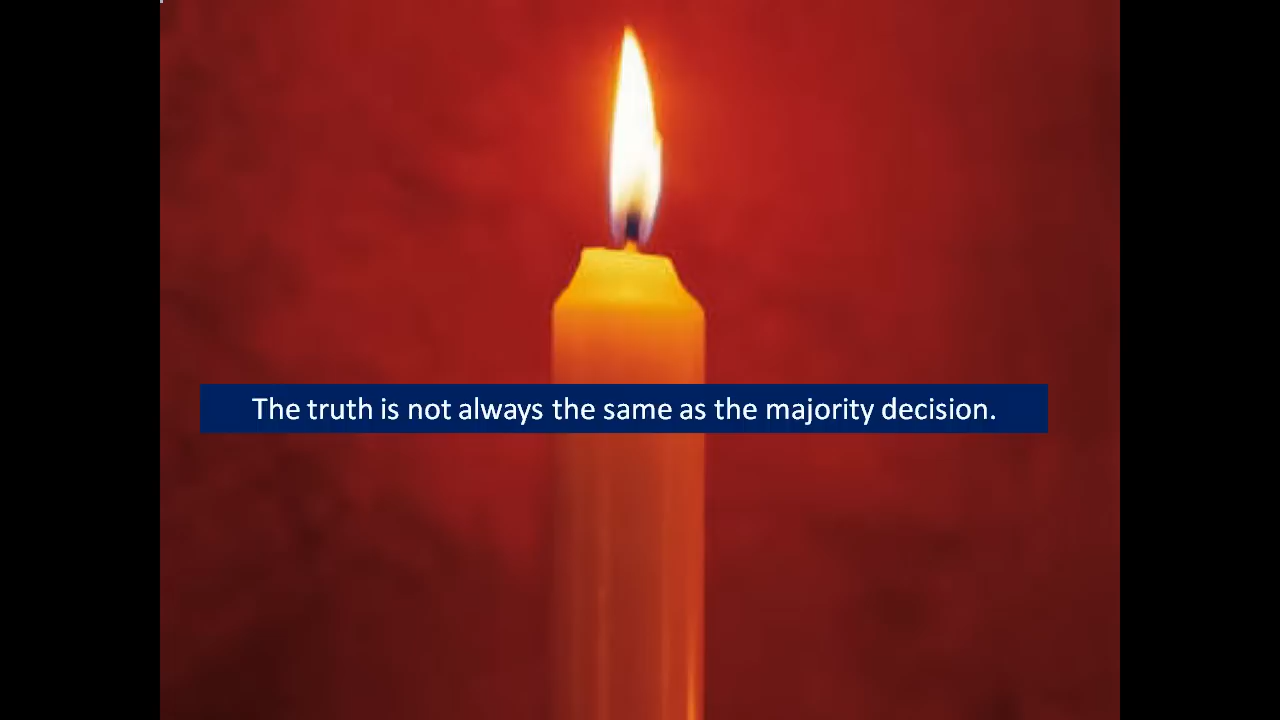 The truth is not always the same as the majority decision.